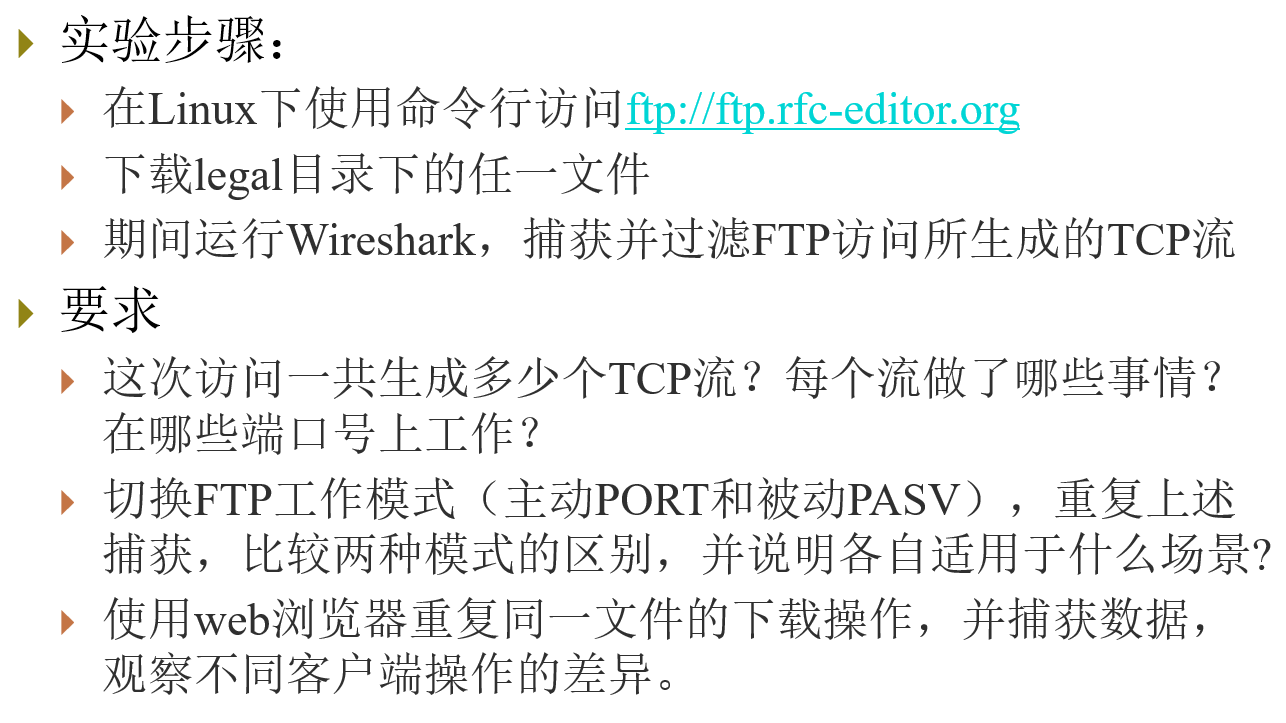 实验步骤：
在Linux下使用命令行访问ftp://ftp.rfc-editor.org
下载legal目录下的任一文件
期间运行Wireshark，捕获并过滤FTP访问所生成的TCP流
要求
这次访问一共生成多少个TCP流？每个流做了哪些事情？
在哪些端口号上工作？
切换FTP工作模式（主动PORT和被动PASV），重复上述
捕获，比较两种模式的区别，并说明各自适用于什么场景?
使用web浏览器重复同一文件的下载操作，并捕获数据，
观察不同客户端操作的差异。